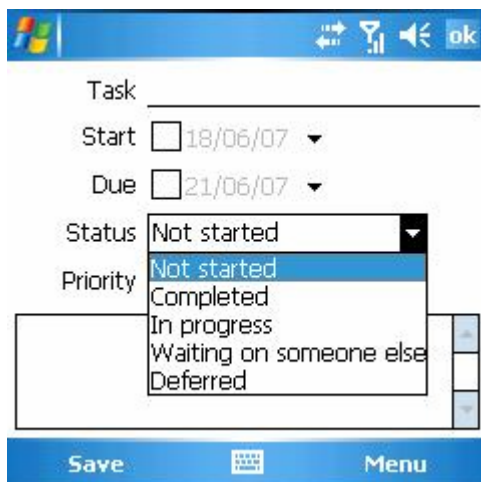 ok
Task
Start 18/06/07
Due 21/06/07
Status Not started
Priority
Not started
Completed
In progress
Waiting on someone else
Deferred
Save Menu